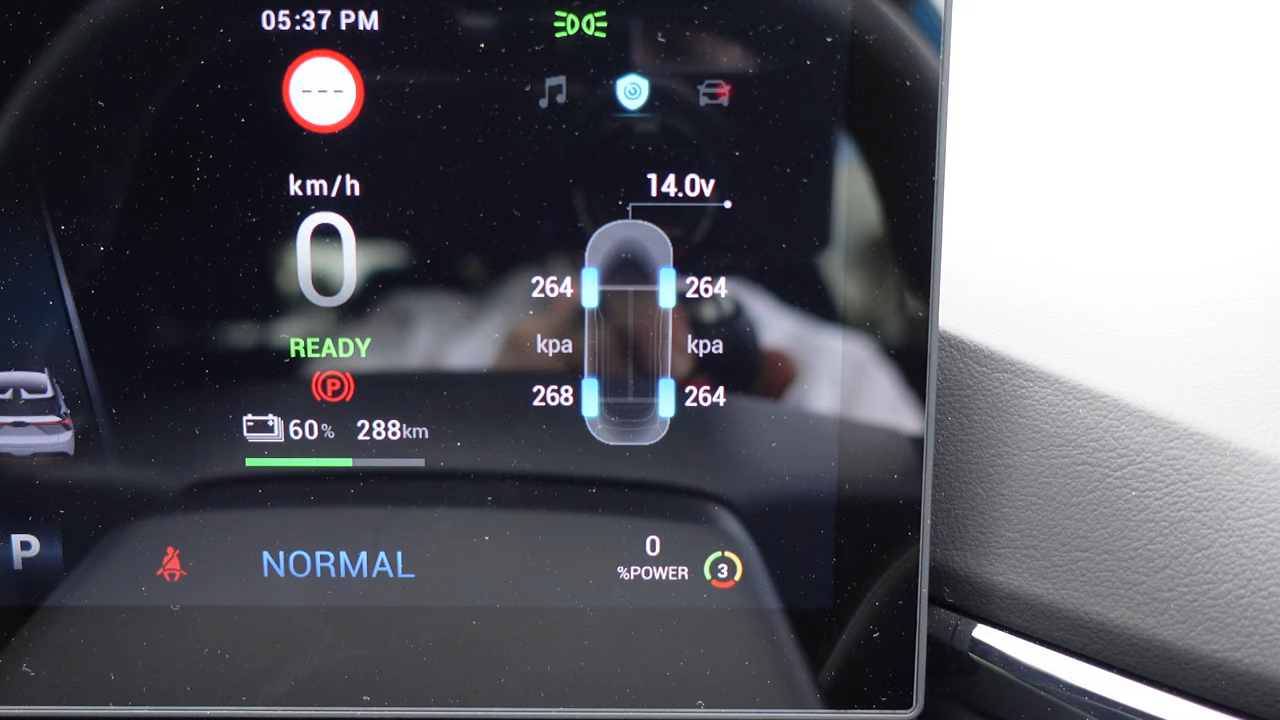 05:37 PM
---
km/h
0
READY
P
60% 288km
14.0v
264 264
kpa kpa
268 264
P
NORMAL
0
%POWER 3